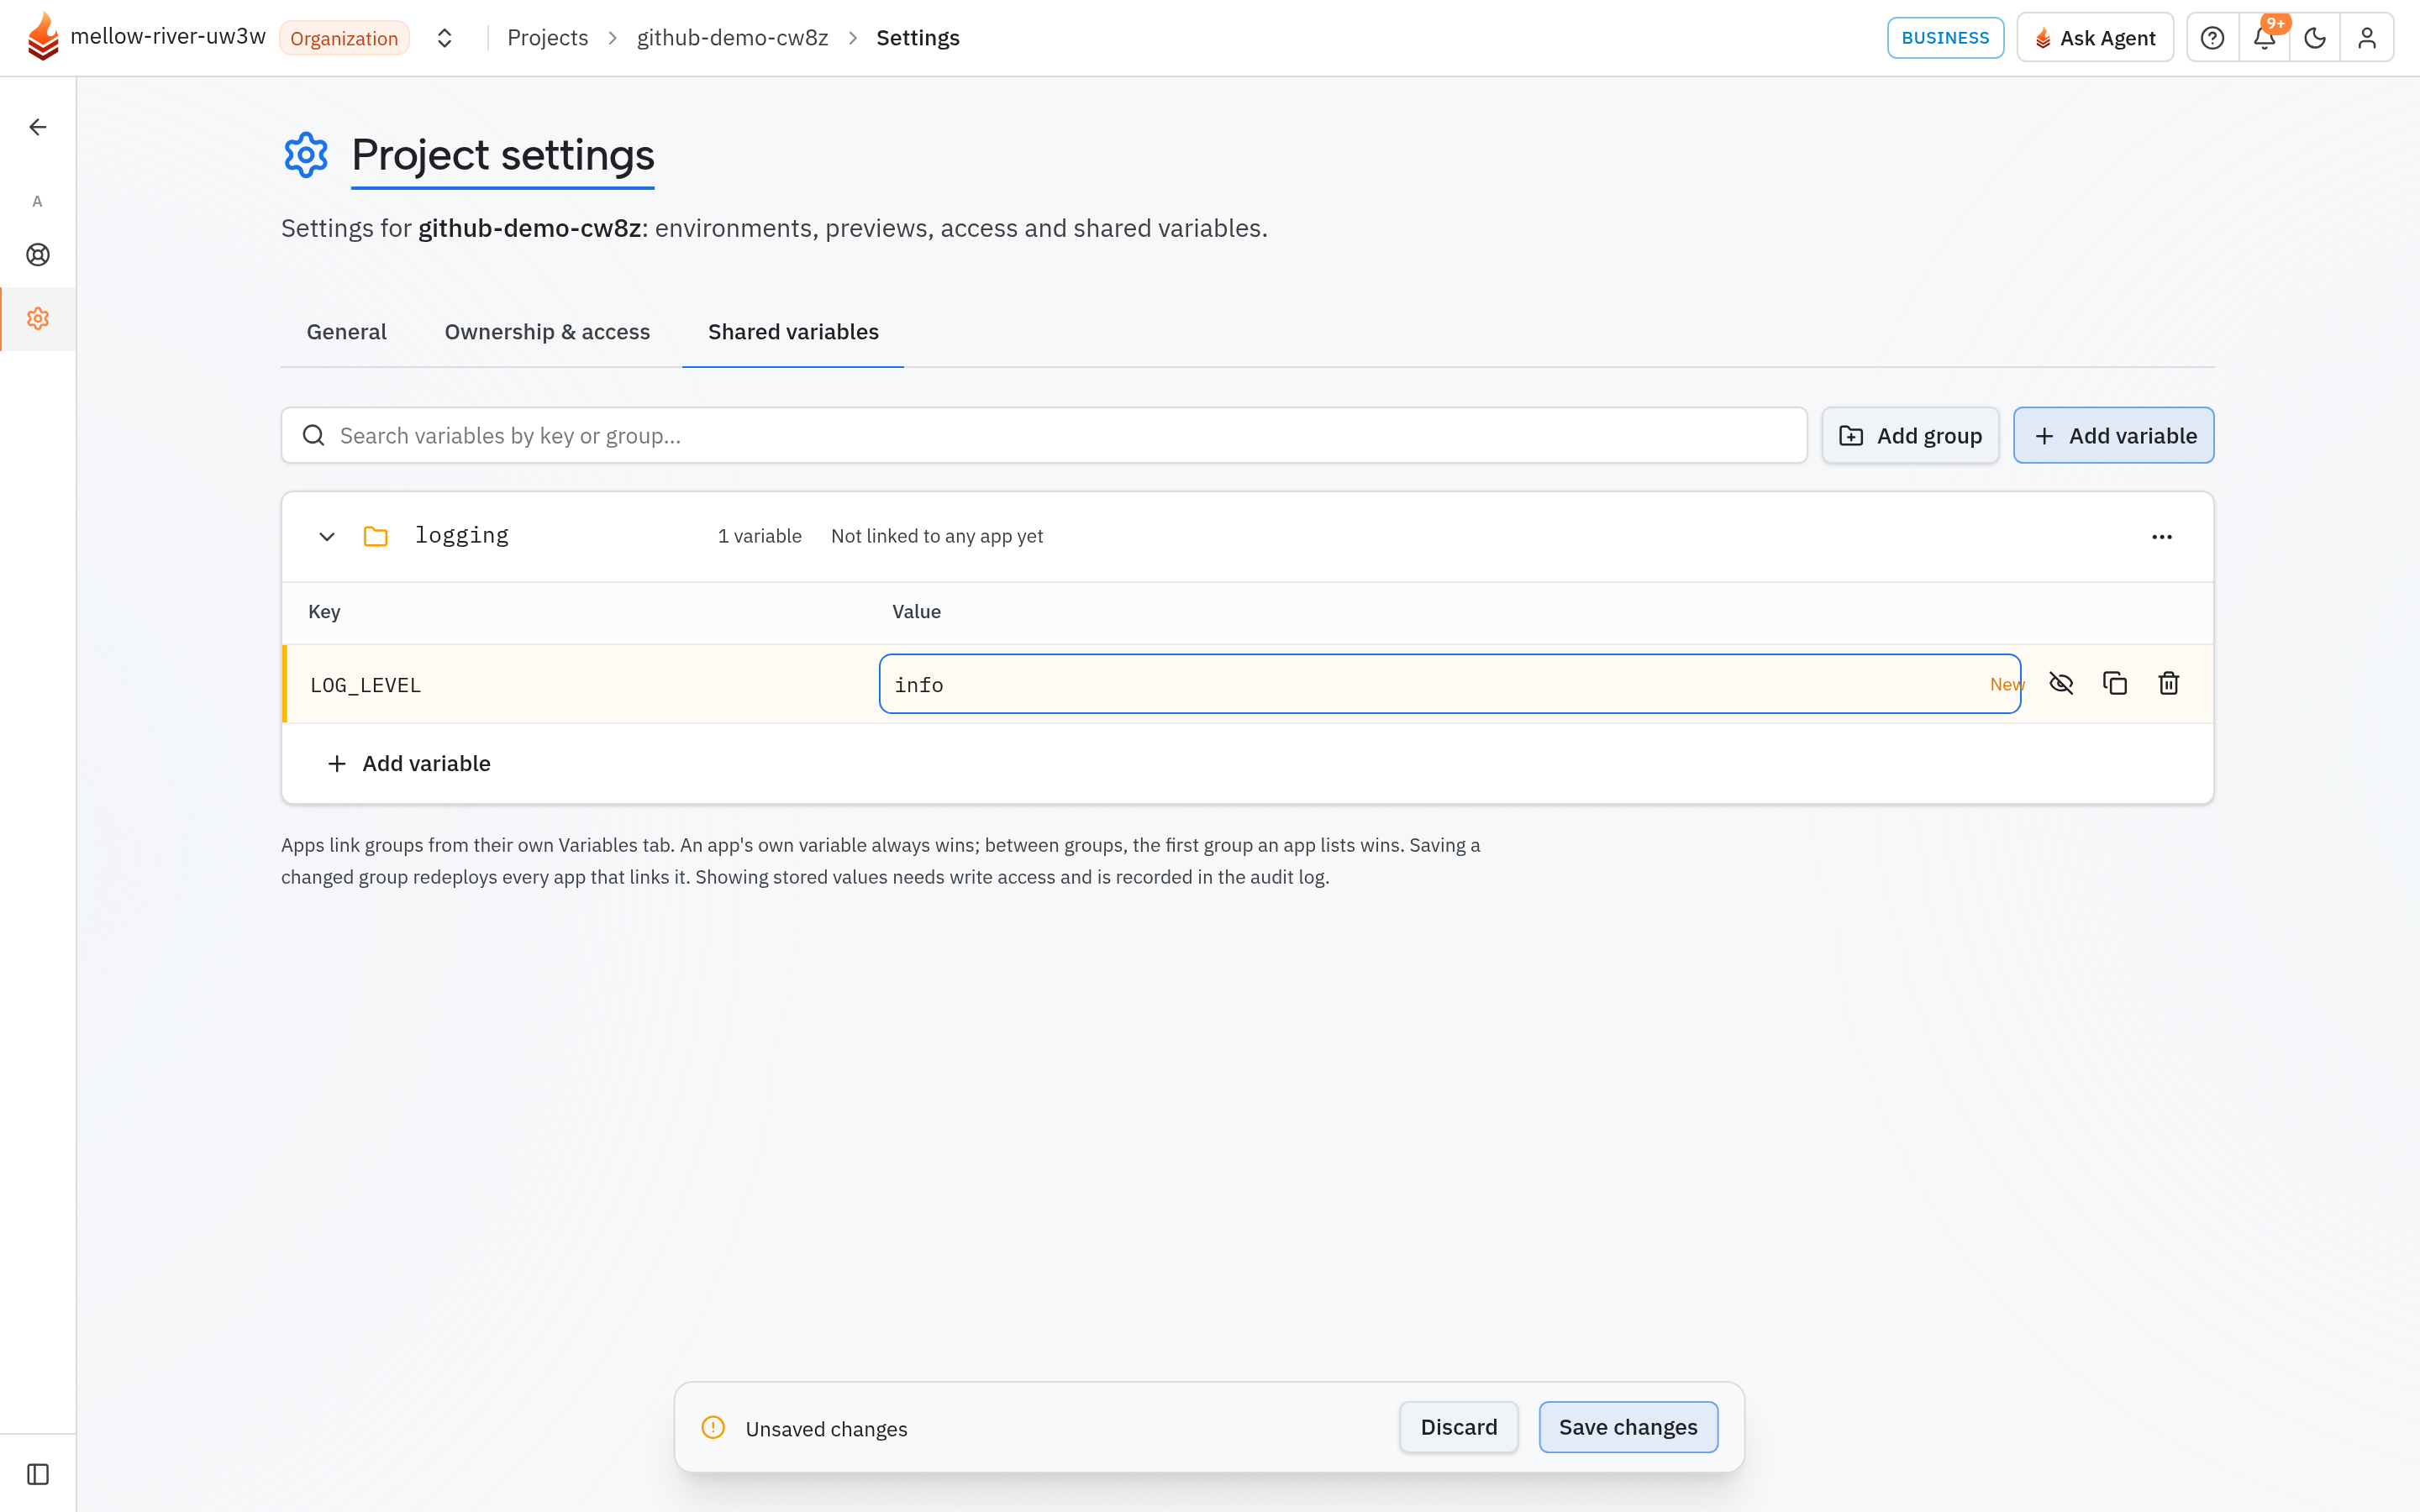 mellow-river-uw3w Organization Projects github-demo-cw8z Settings BUSINESS Ask Agent 9+
A
Project settings
Settings for github-demo-cw8z: environments, previews, access and shared variables.
General Ownership & access Shared variables
Search variables by key or group... Add group Add variable
logging 1 variable Not linked to any app yet
Key Value
LOG_LEVEL info New
Add variable
Apps link groups from their own Variables tab. An app's own variable always wins; between groups, the first group an app lists wins. Saving a
changed group redeploys every app that links it. Showing stored values needs write access and is recorded in the audit log.
Unsaved changes Discard Save changes